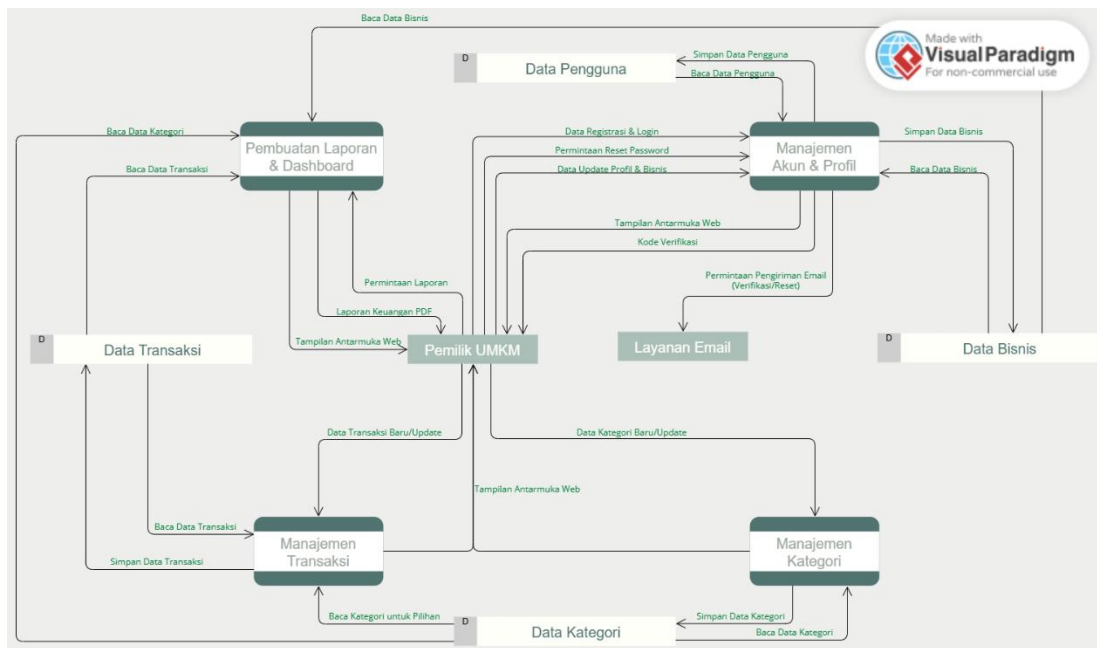 Baca Data Bisnis
Made with
Visual Paradigm
For non-commercial use
D
Data Pengguna
Simpan Data Pengguna
Baca Data Pengguna
Baca Data Kategori
Baca Data Transaksi
Pembuatan Laporan
& Dashboard
Data Registrasi & Login
Permintaan Reset Password
Data Update Profil & Bisnis
Manajemen
Akun & Profil
Simpan Data Bisnis
Baca Data Bisnis
Tampilan Antarmuka Web
Kode Verifikasi
Permintaan Laporan
Permintaan Pengiriman Email
(Verifikasi/Reset)
Laporan Keuangan PDF
D
Data Transaksi
Tampilan Antarmuka Web
Pemilik UMKM
Layanan Email
D
Data Bisnis
Data Transaksi Baru/Update
Data Kategori Baru/Update
Tampilan Antarmuka Web
Baca Data Transaksi
Simpan Data Transaksi
Manajemen
Transaksi
Manajemen
Kategori
Baca Kategori untuk Pilihan
D
Data Kategori
Simpan Data Kategori
Baca Data Kategori